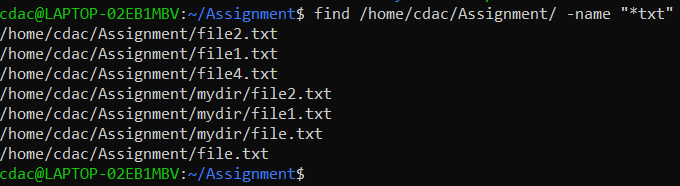 cdac@LAPTOP-02EB1MBV:~/Assignment$ find /home/cdac/Assignment/ -name "*txt"
/home/cdac/Assignment/file2.txt
/home/cdac/Assignment/file1.txt
/home/cdac/Assignment/file4.txt
/home/cdac/Assignment/mydir/file2.txt
/home/cdac/Assignment/mydir/file1.txt
/home/cdac/Assignment/mydir/file.txt
/home/cdac/Assignment/file.txt
cdac@LAPTOP-02EB1MBV:~/Assignment$